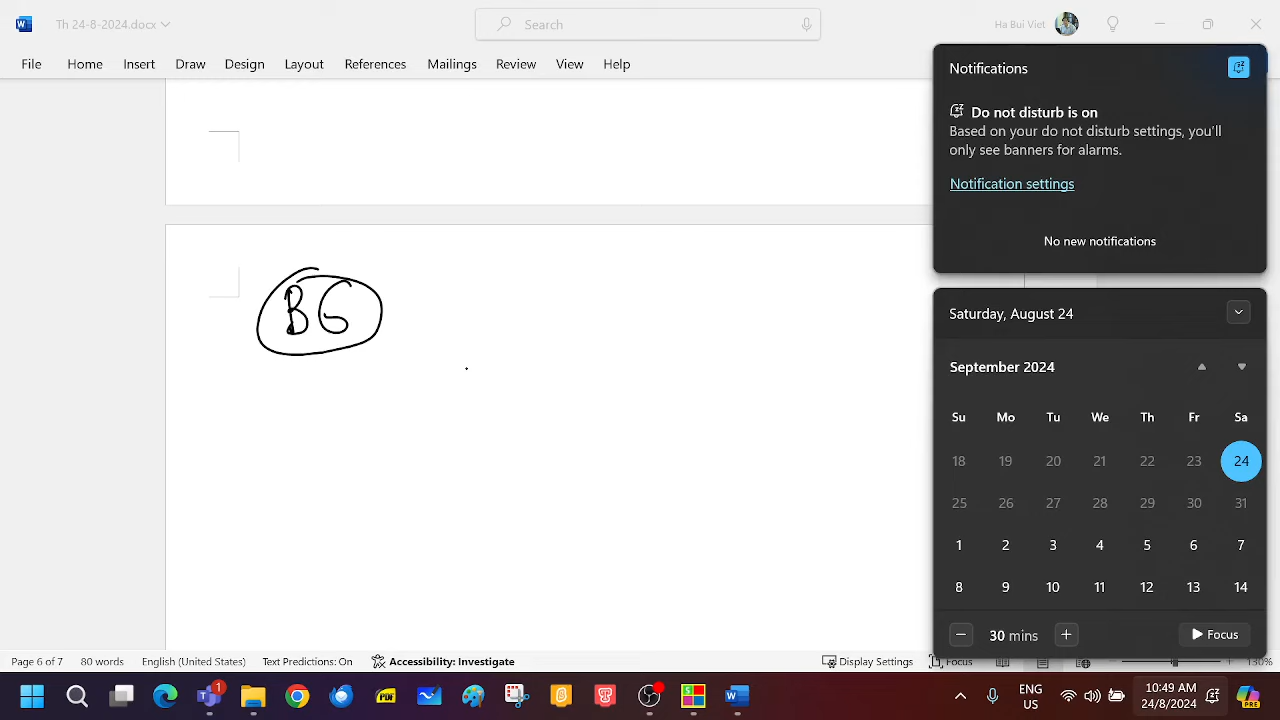 Th 24-8-2024.docx
Search
Ha Bui Viet
File Home Insert Draw Design Layout References Mailings Review View Help
Notifications
Do not disturb is on
Based on your do not disturb settings, you'll
only see banners for alarms.
Notification settings
No new notifications
BG
Saturday, August 24
September 2024
Su Mo Tu We Th Fr Sa
18 19 20 21 22 23 24
25 26 27 28 29 30 31
1 2 3 4 5 6 7
8 9 10 11 12 13 14
30 mins
Focus
Page 6 of 7 80 words English (United States) Text Predictions: On Accessibility: Investigate Display Settings Focus 130%
1 PDF ENG 10:49 AM
US 24/8/2024 PRE